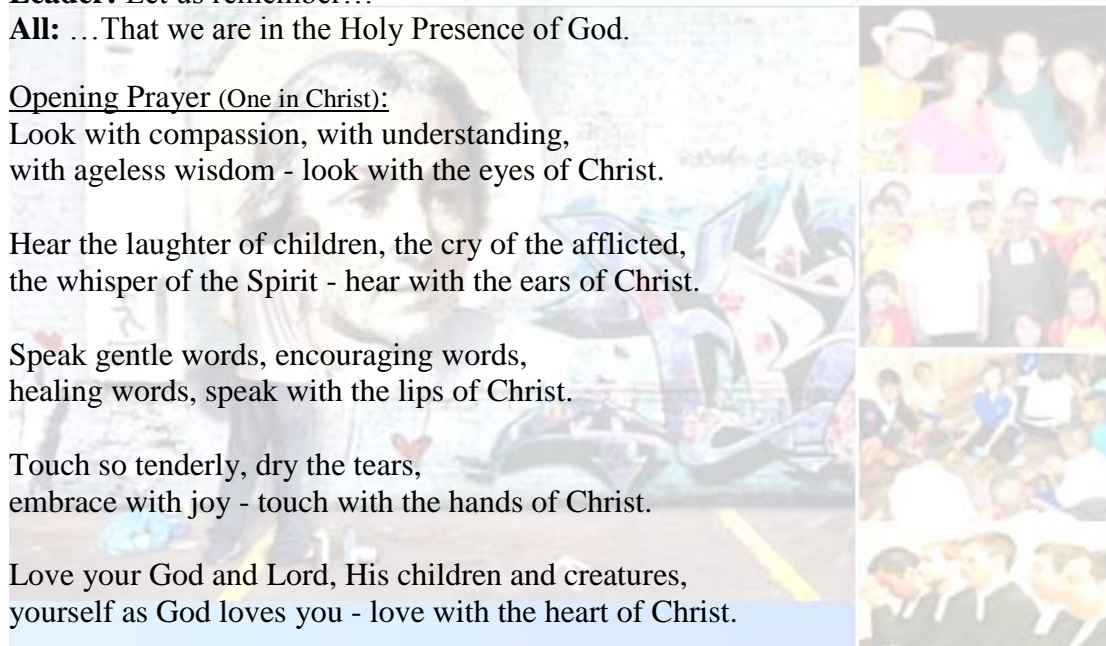 Leader: Let us remember…
All: …That we are in the Holy Presence of God.
Opening Prayer (One in Christ):
Look with compassion, with understanding,
with ageless wisdom - look with the eyes of Christ.
Hear the laughter of children, the cry of the afflicted,
the whisper of the Spirit - hear with the ears of Christ.
Speak gentle words, encouraging words,
healing words, speak with the lips of Christ.
Touch so tenderly, dry the tears,
embrace with joy - touch with the hands of Christ.
Love your God and Lord, His children and creatures,
yourself as God loves you - love with the heart of Christ.